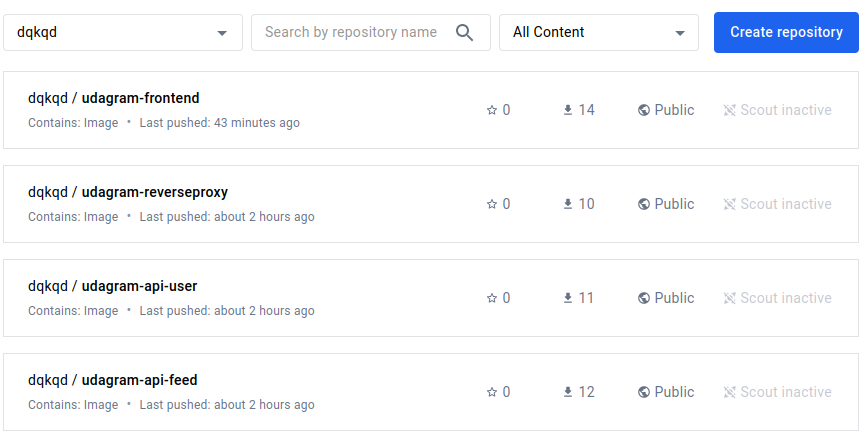 dqkqd Search by repository name All Content Create repository
dqkqd / udagram-frontend
Contains: Image • Last pushed: 43 minutes ago
0 14 Public Scout inactive
dqkqd / udagram-reverseproxy
Contains: Image • Last pushed: about 2 hours ago
0 10 Public Scout inactive
dqkqd / udagram-api-user
Contains: Image • Last pushed: about 2 hours ago
0 11 Public Scout inactive
dqkqd / udagram-api-feed
Contains: Image • Last pushed: about 2 hours ago
0 12 Public Scout inactive